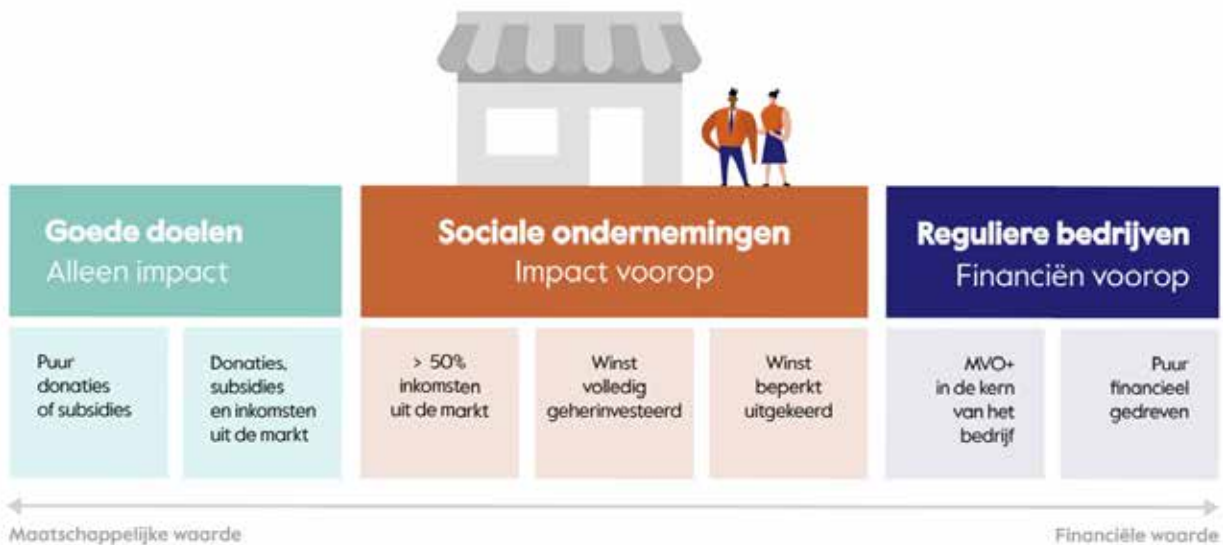 Goede doelen
Alleen impact
Sociale ondernemingen
Impact voorop
Reguliere bedrijven
Financiën voorop
Puur
donaties
of subsidies
Donaties,
subsidies
en inkomsten
uit de markt
> 50%
inkomsten
uit de markt
Winst
volledig
geherinvesteerd
Winst
beperkt
uitgekeerd
MVO+
in de kern
van het
bedrijf
Puur
financieel
gedreven
Maatschappelijke waarde
Financiële waarde